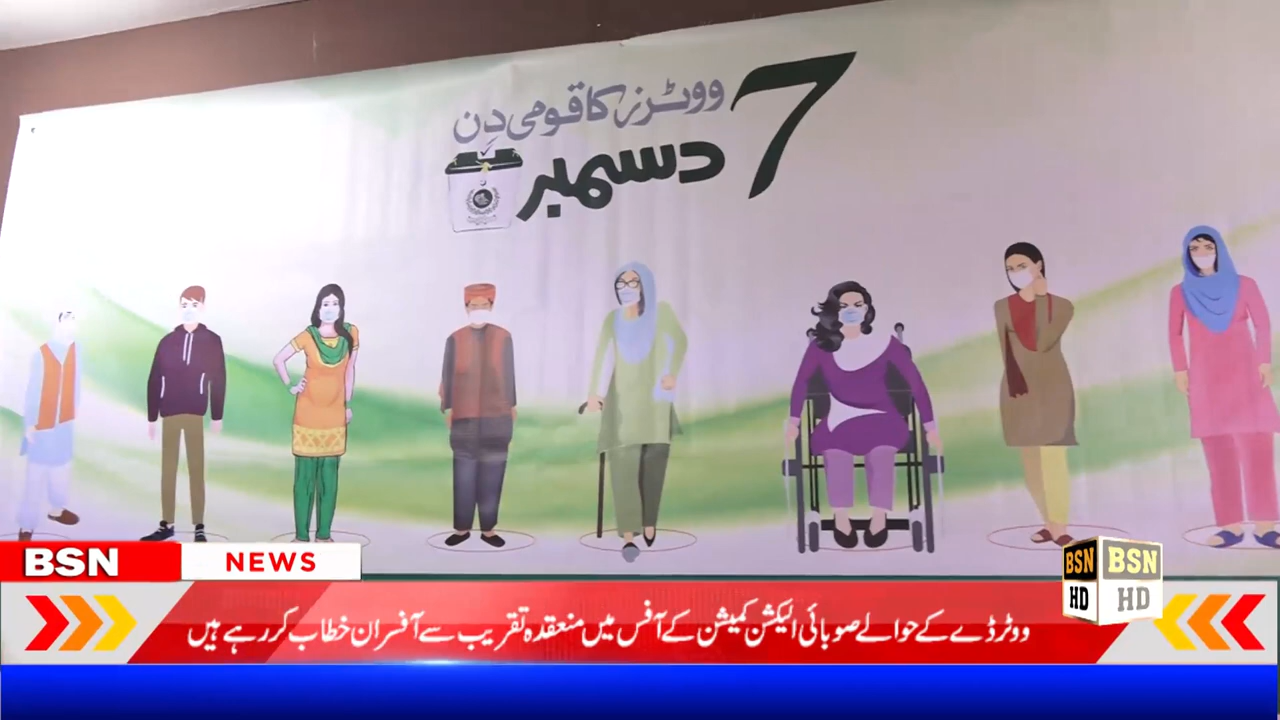 ووٹرز کا قومی دن
7 دسمبر
BSN
NEWS
BSN BSN
HD HD
ووٹر ڈے کے حوالے صوبائی الیکشن کمیشن کے آفس میں منعقدہ تقریب سے آفسران خطاب کر رہے ہیں